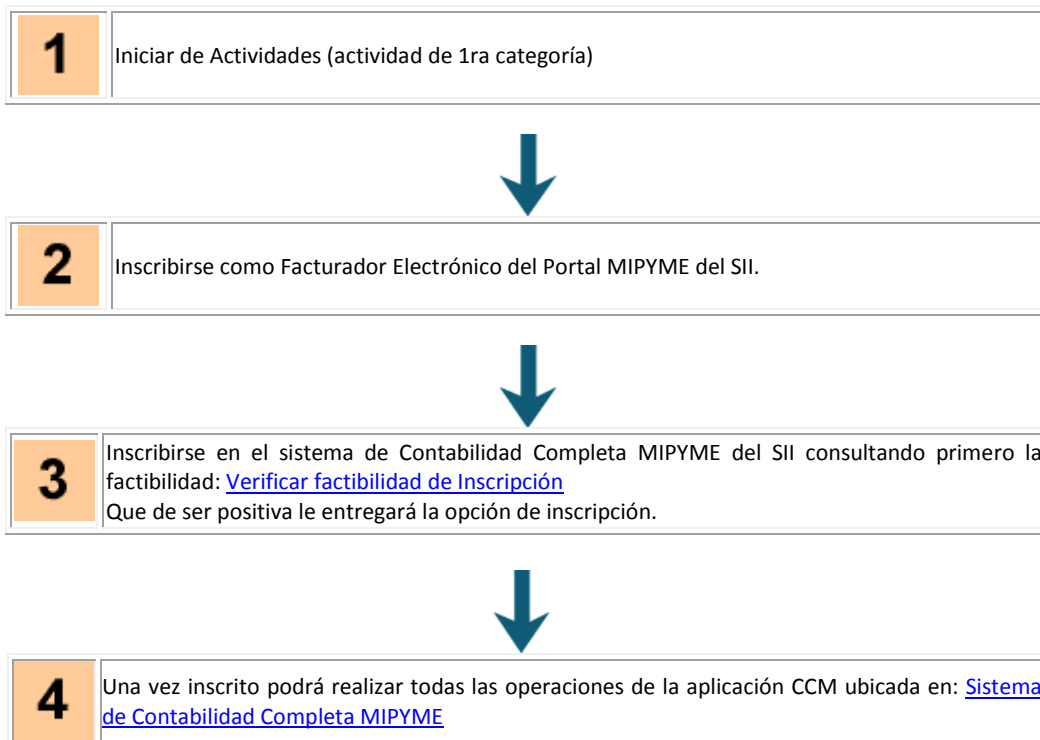 1
Iniciar de Actividades (actividad de 1ra categoría)
2
Inscribirse como Facturador Electrónico del Portal MIPYME del SII.
3
Inscribirse en el sistema de Contabilidad Completa MIPYME del SII consultando primero la
factibilidad: Verificar factibilidad de Inscripción
Que de ser positiva le entregará la opción de inscripción.
4
Una vez inscrito podrá realizar todas las operaciones de la aplicación CCM ubicada en: Sistema
de Contabilidad Completa MIPYME